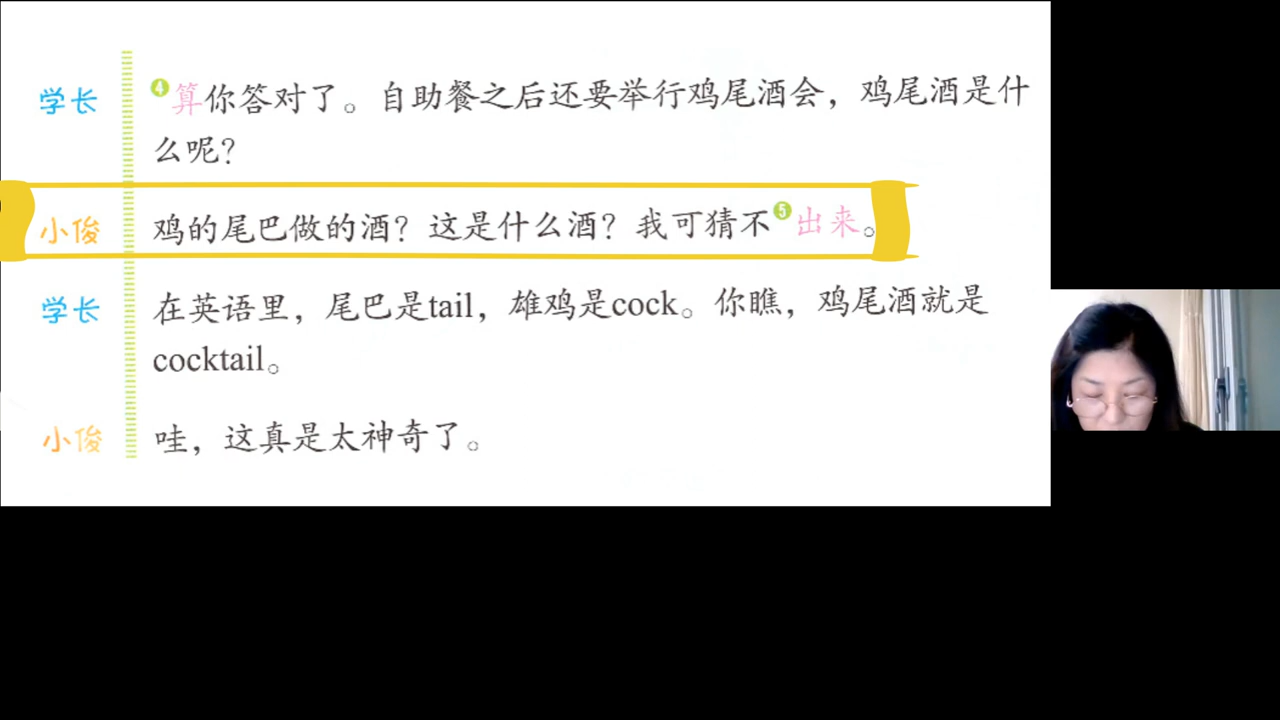 学长 ④算你答对了。自助餐之后还要举行鸡尾酒会，鸡尾酒是什
么呢？
小俊 鸡的尾巴做的酒？这是什么酒？我可猜不⑤出来。
学长 在英语里，尾巴是tail，雄鸡是cock。你瞧，鸡尾酒就是
cocktail。
小俊 哇，这真是太神奇了。